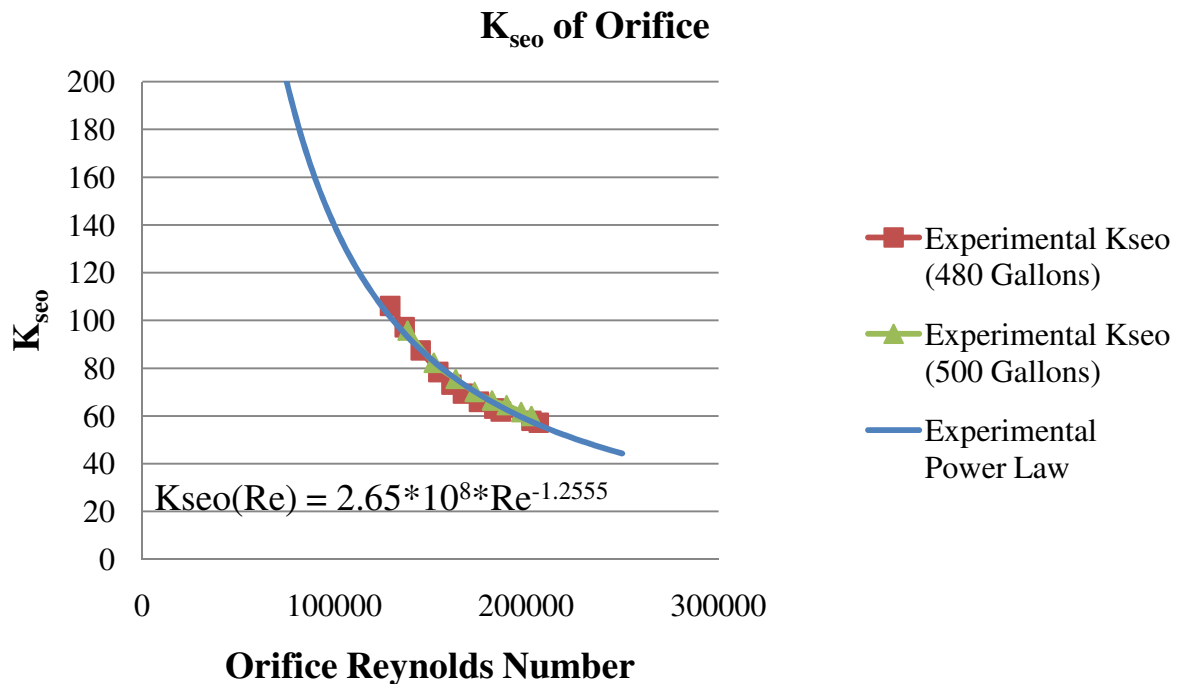 Kseo of Orifice
200
180
160
140
120
100
80
60
40
20
0
Kseo
Kseo(Re) = 2.65*10^8*Re^-1.2555
0 100000 200000 300000
Orifice Reynolds Number
Experimental Kseo
(480 Gallons)
Experimental Kseo
(500 Gallons)
Experimental
Power Law